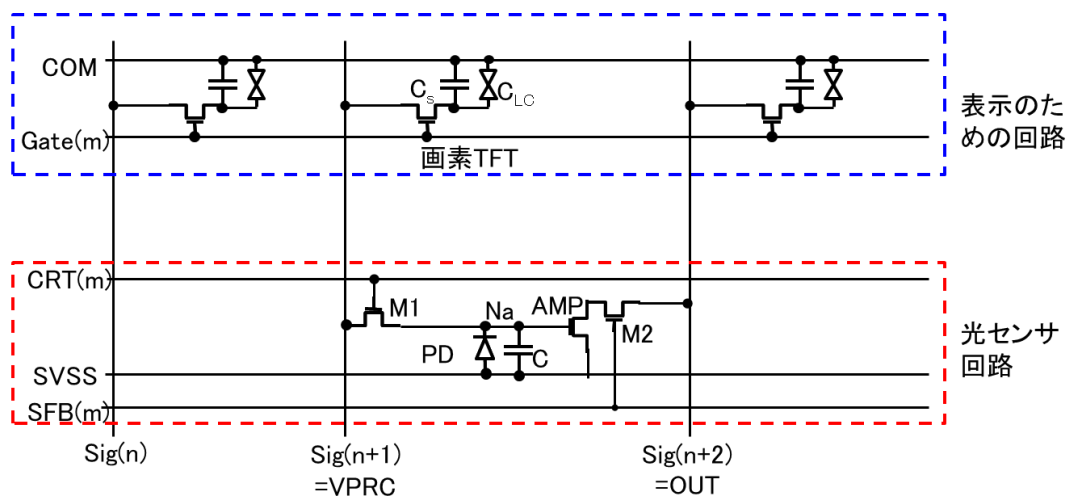 COM
Cs
CLC
Gate(m)
画素TFT
表示のた
めの回路
CRT(m)
M1
Na
AMP
M2
PD
C
光センサ
回路
SVSS
SFB(m)
Sig(n)
Sig(n+1)
=VPRC
Sig(n+2)
=OUT